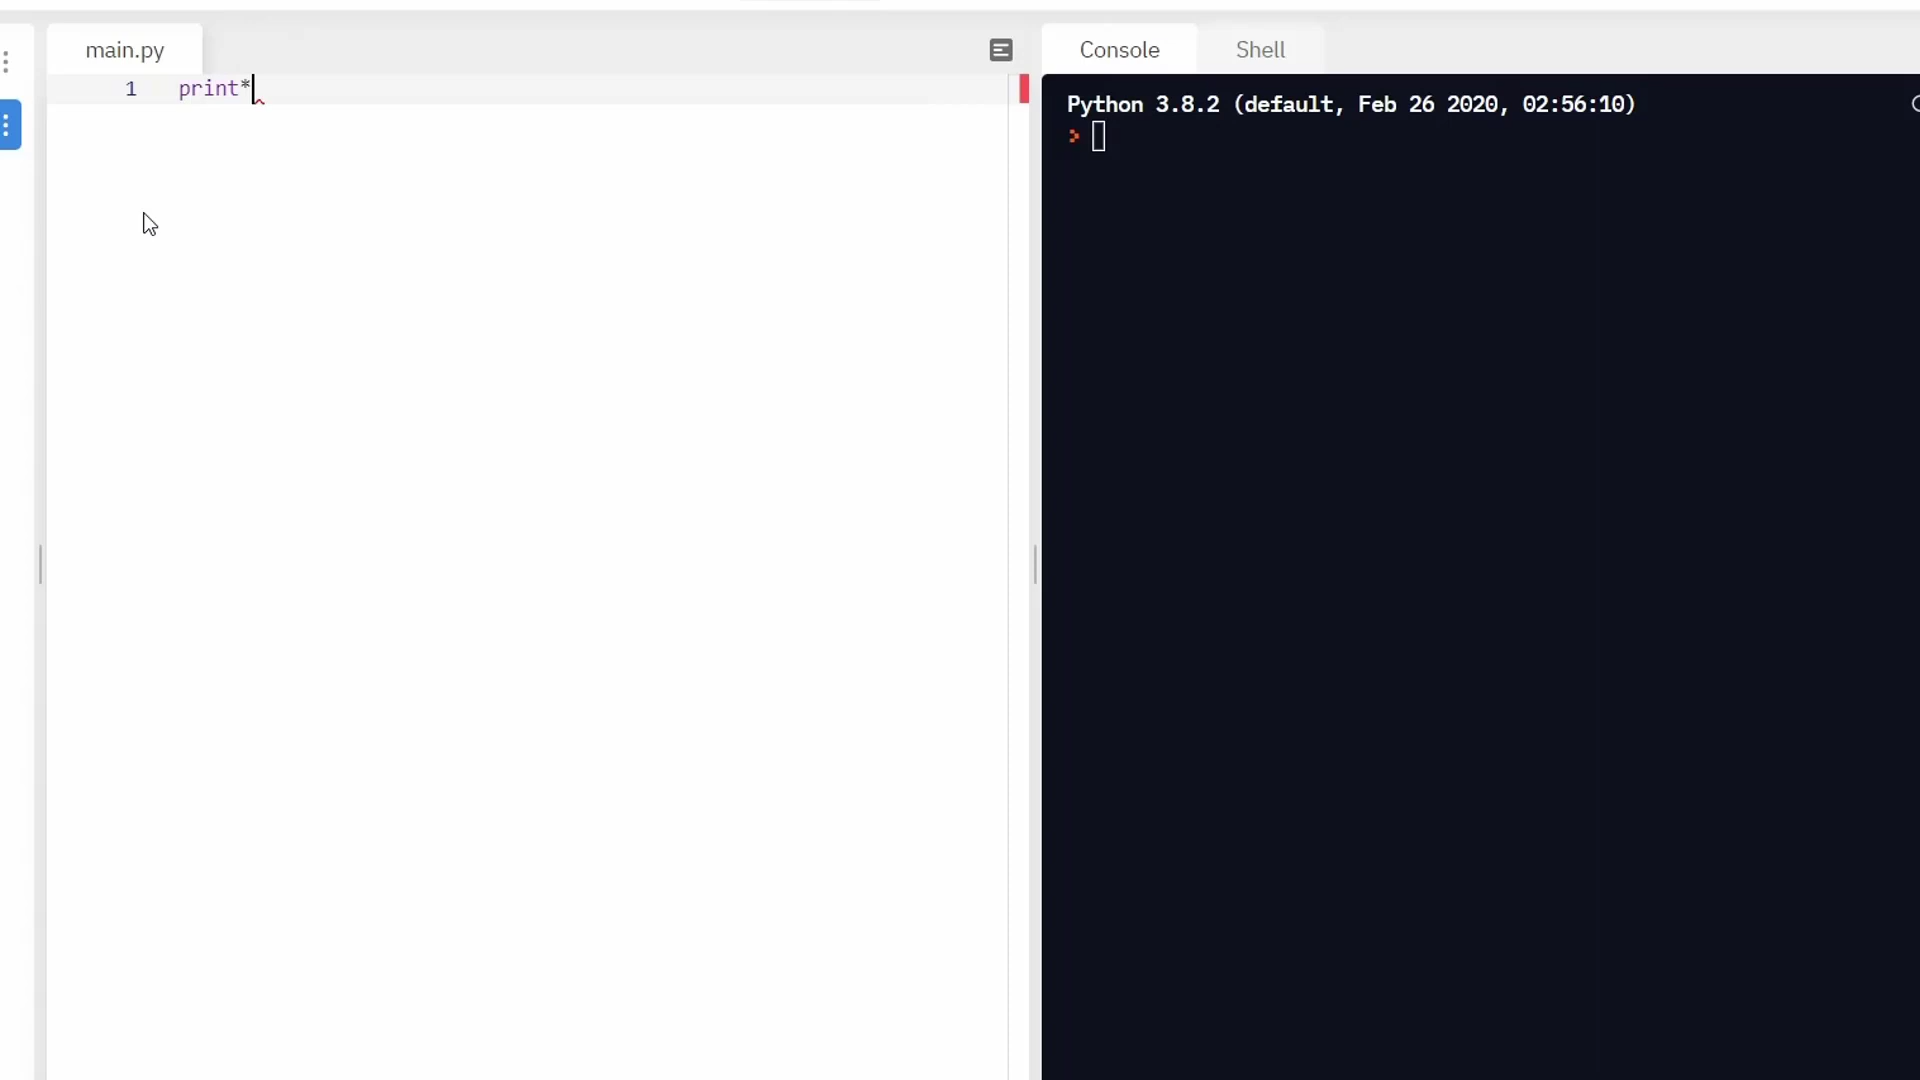 main.py
1 print*
Console Shell
Python 3.8.2 (default, Feb 26 2020, 02:56:10)
>